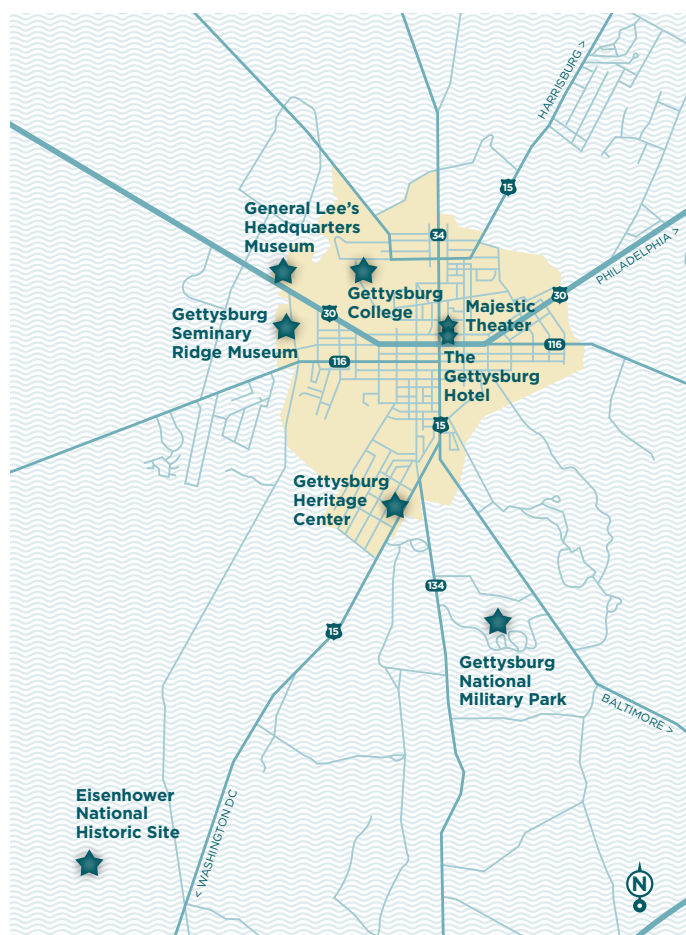 HARRISBURG >
15
General Lee's
Headquarters
Museum
34
PHILADELPHIA >
30
Gettysburg
College
Majestic
Theater
30
Gettysburg
Seminary
Ridge Museum
116
116
The
Gettysburg
Hotel
15
Gettysburg
Heritage
Center
134
15
Gettysburg
National
Military Park
BALTIMORE >
Eisenhower
National
Historic Site
< WASHINGTON DC
N